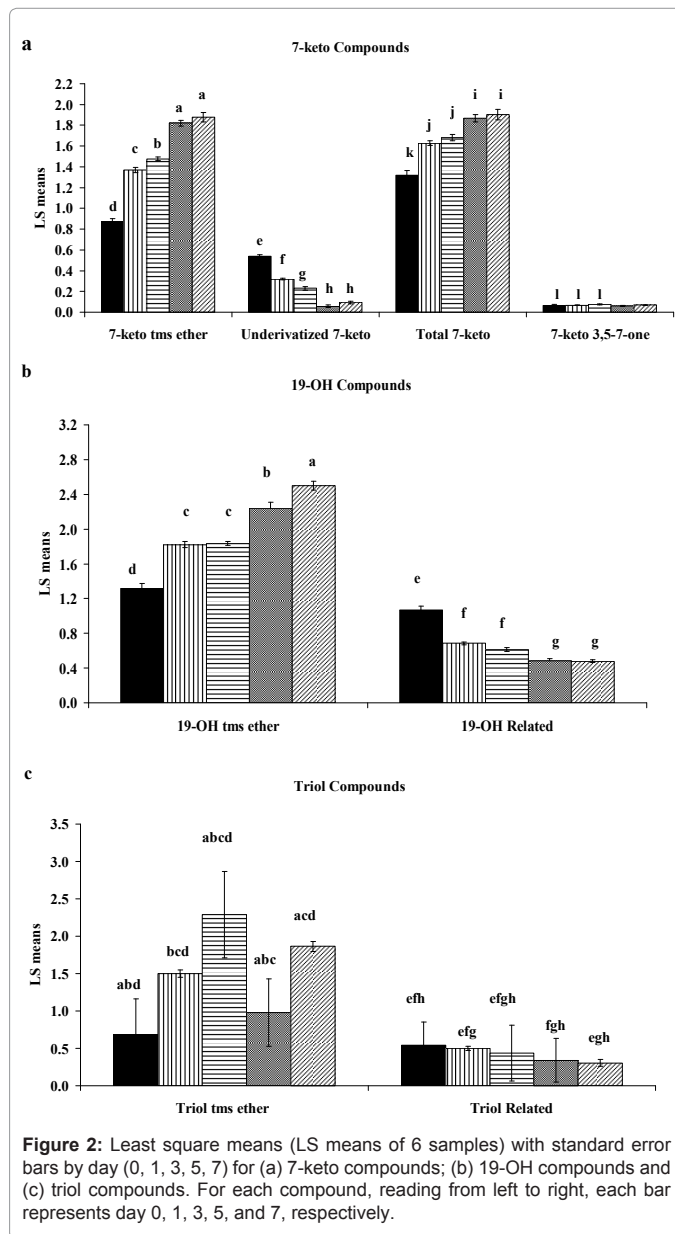 a
7-keto Compounds
2.2
2.0
1.8
1.6
1.4
1.2
1.0
0.8
0.6
0.4
0.2
0.0
LS means
d c b a a
e f g h h
k j j i i
l l l
7-keto tms ether Underivatized 7-keto Total 7-keto 7-keto 3,5-7-one
b
19-OH Compounds
3.2
2.8
2.4
2.0
1.6
1.2
0.8
0.4
0.0
LS means
d c c b a
e f f g g
19-OH tms ether 19-OH Related
c
Triol Compounds
3.5
3.0
2.5
2.0
1.5
1.0
0.5
0.0
LS means
abd bcd abcd abc acd
efh efg efgh fgh egh
Triol tms ether Triol Related
Figure 2: Least square means (LS means of 6 samples) with standard error
bars by day (0, 1, 3, 5, 7) for (a) 7-keto compounds; (b) 19-OH compounds and
(c) triol compounds. For each compound, reading from left to right, each bar
represents day 0, 1, 3, 5, and 7, respectively.